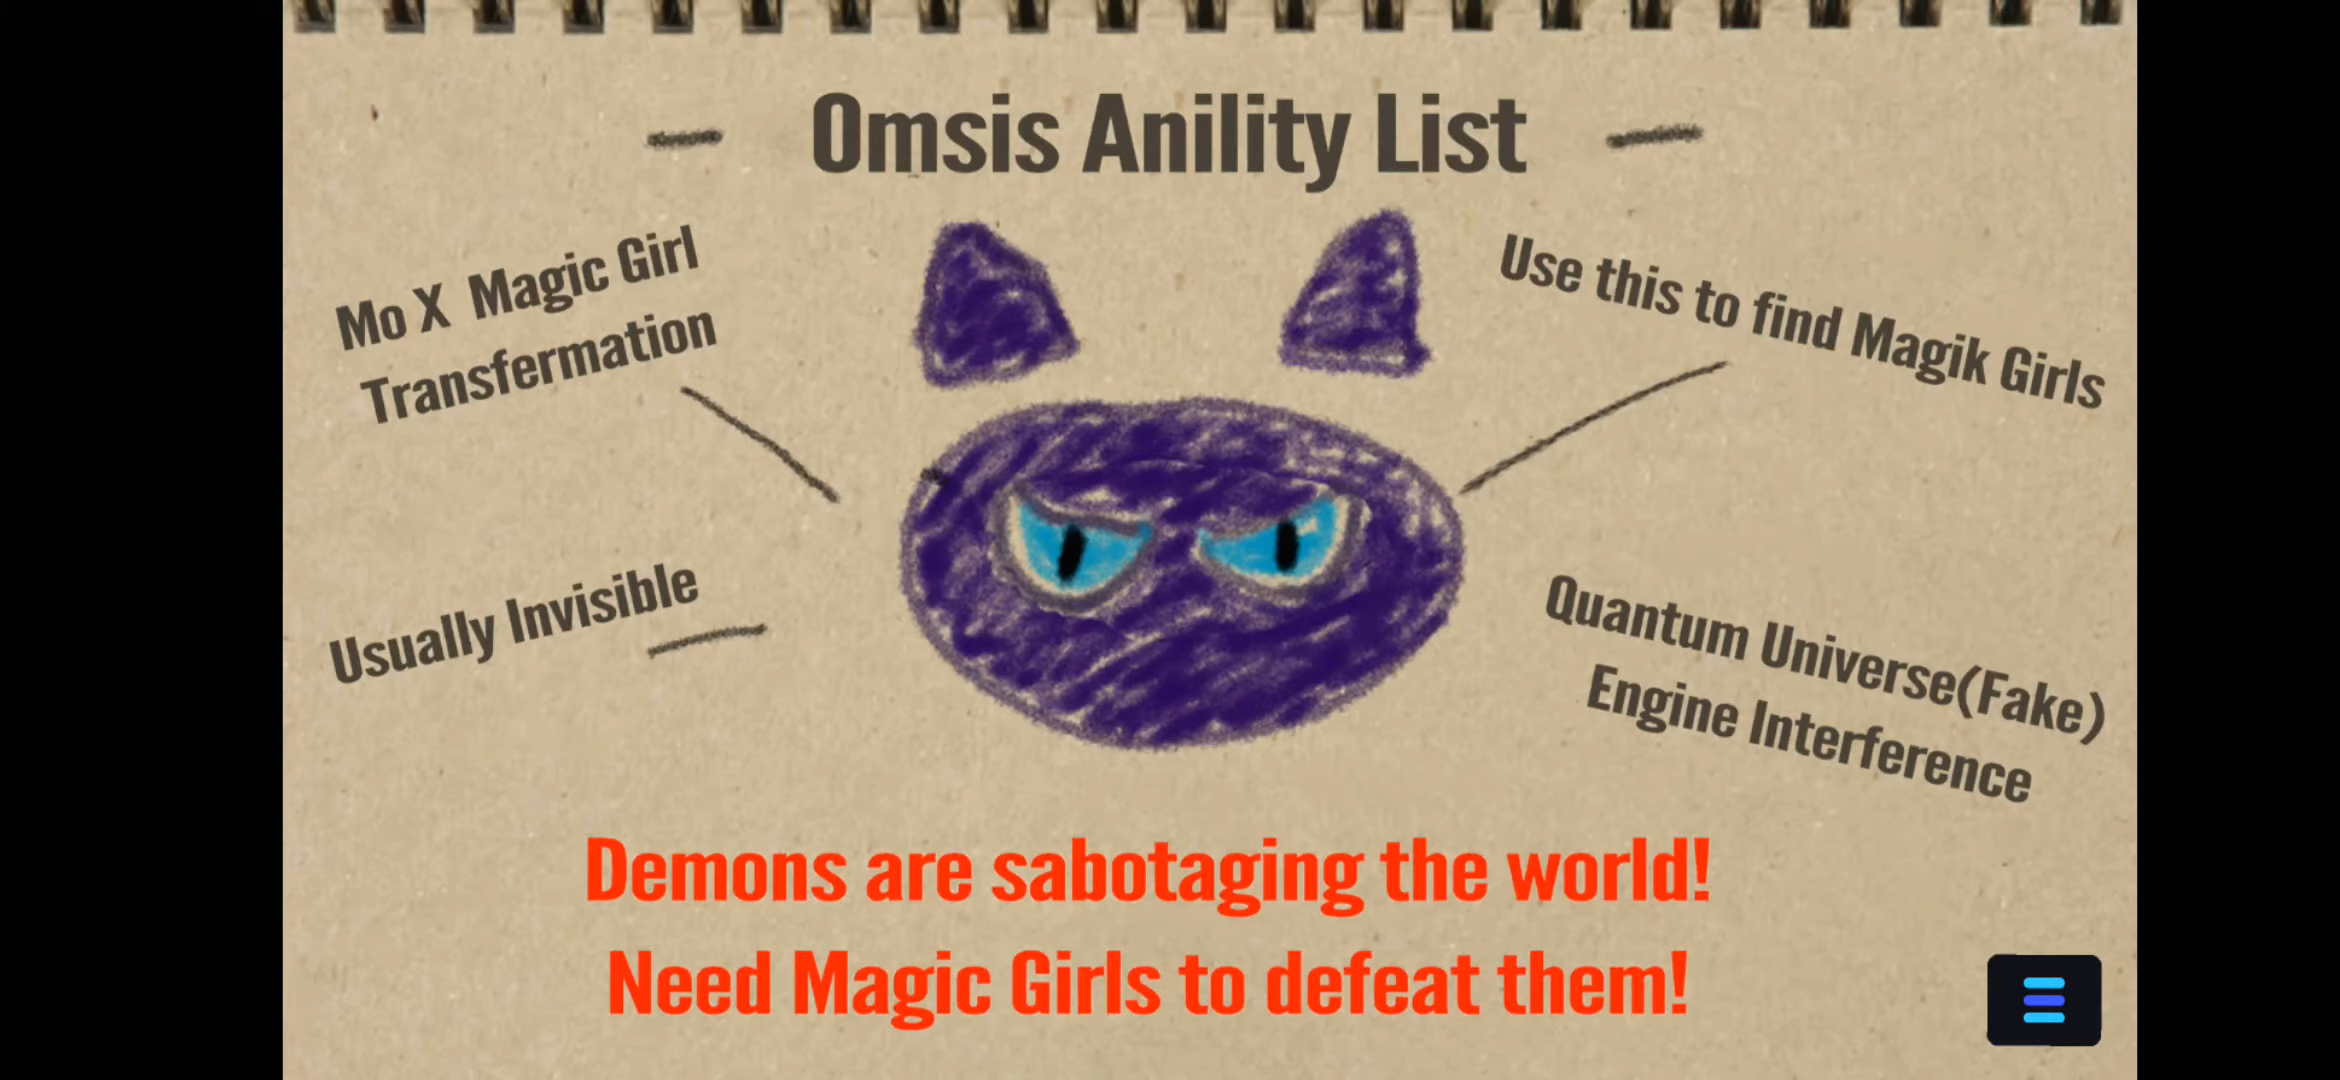 Omsis Anility List
Mo X Magic Girl
Transfermation
Use this to find Magik Girls
Usually Invisible
Quantum Universe(Fake)
Engine Interference
Demons are sabotaging the world!
Need Magic Girls to defeat them!